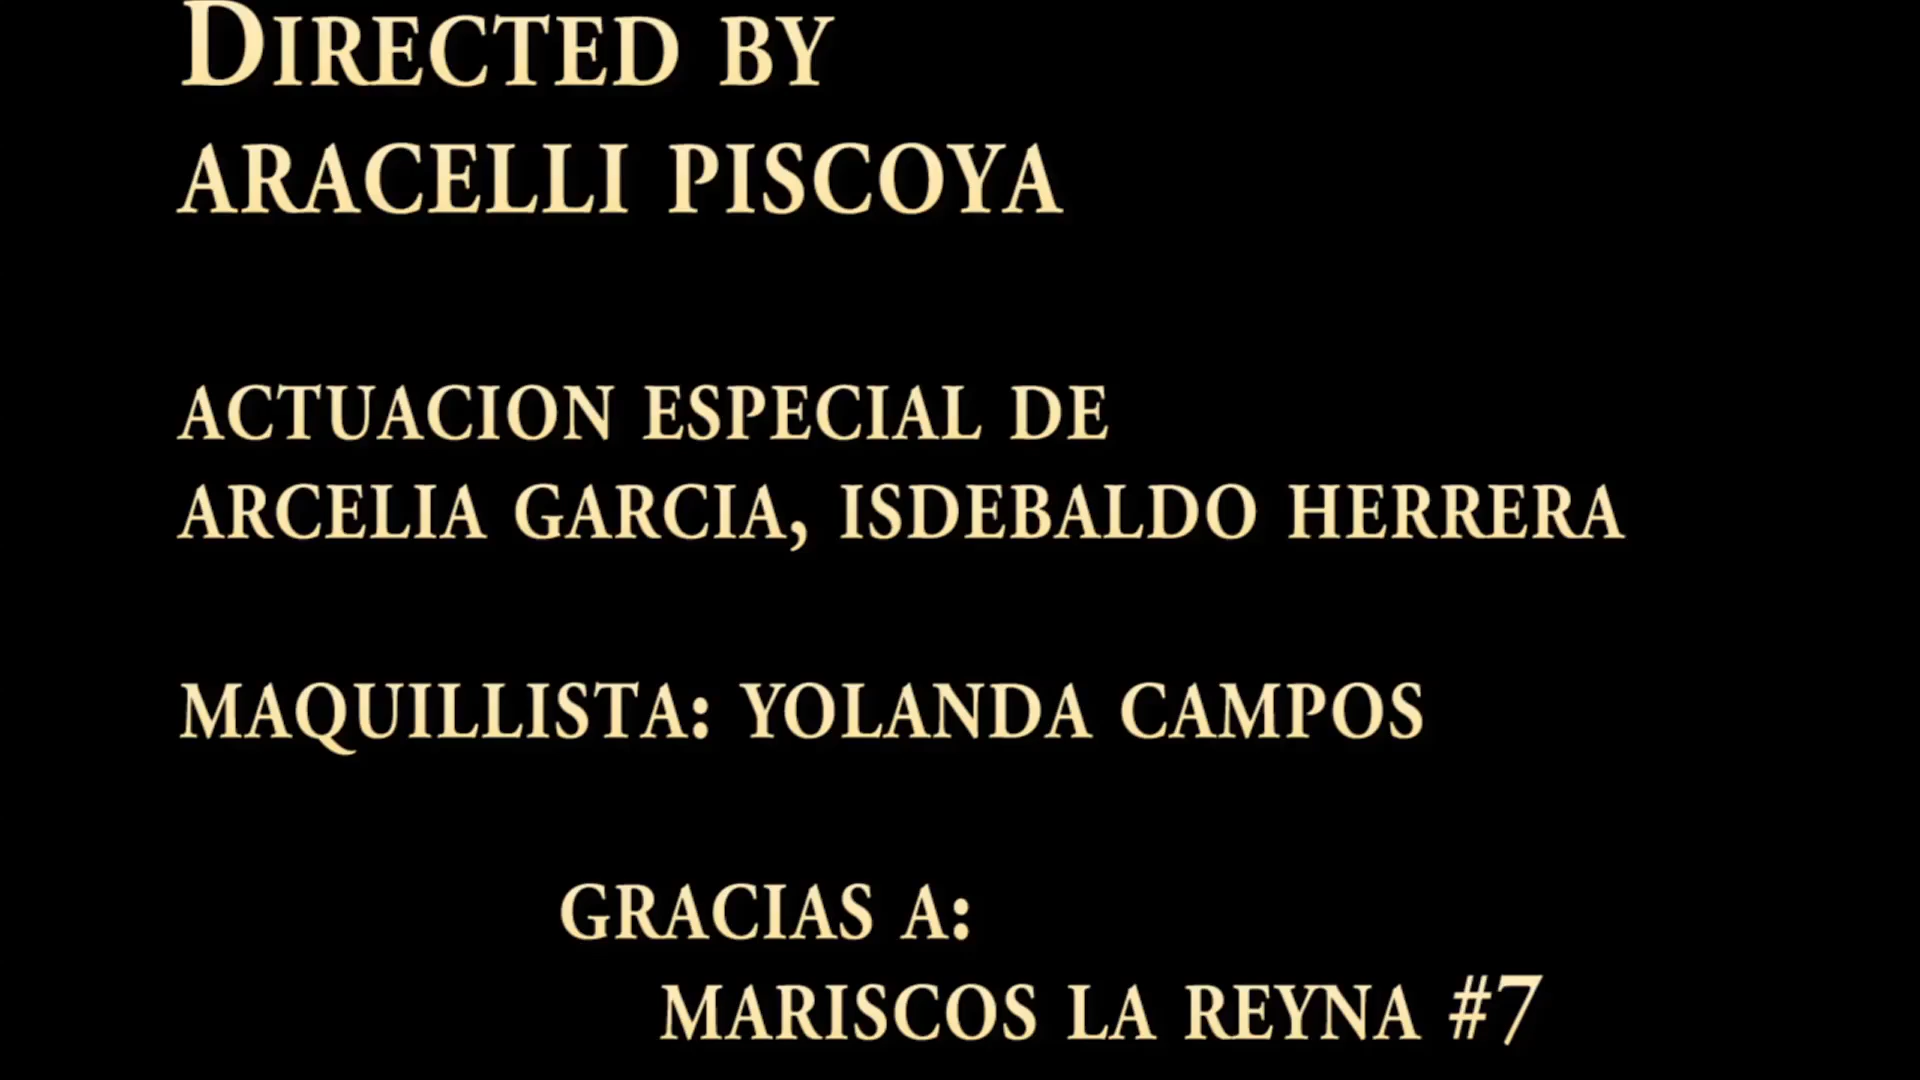 Directed by
ARACELLI PISCOYA
ACTUACION ESPECIAL DE
ARCELIA GARCIA, ISDEBALDO HERRERA
MAQUILLISTA: YOLANDA CAMPOS
GRACIAS A:
MARISCOS LA REYNA #7